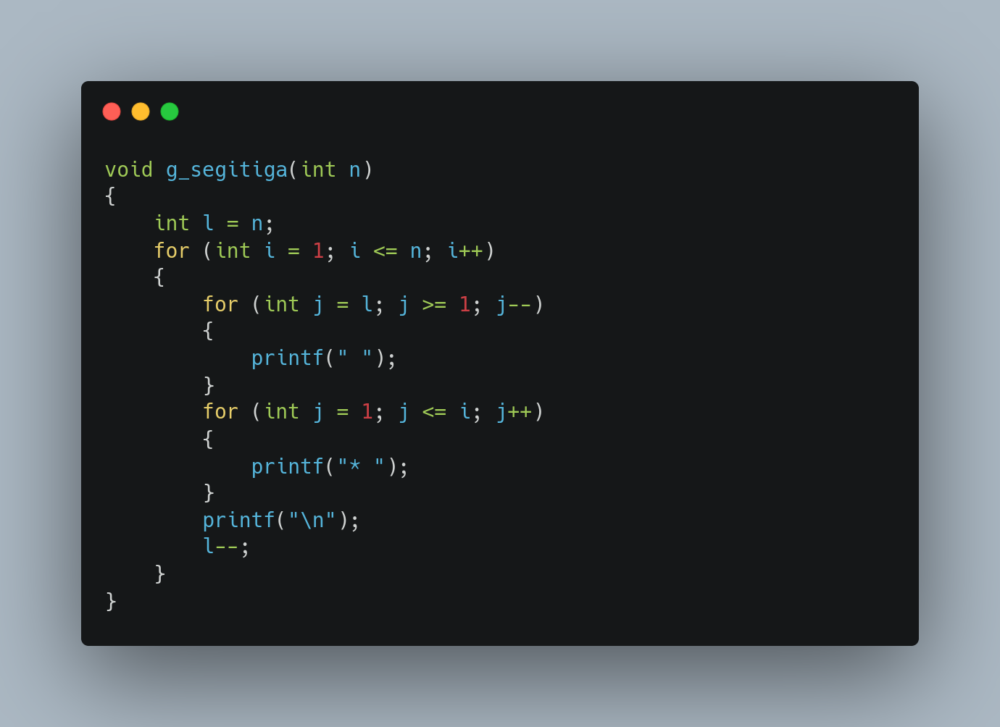 void g_segitiga(int n)
{
    int l = n;
    for (int i = 1; i <= n; i++)
    {
        for (int j = l; j >= 1; j--)
        {
            printf(" ");
        }
        for (int j = 1; j <= i; j++)
        {
            printf("* ");
        }
        printf("\n");
        l--;
    }
}